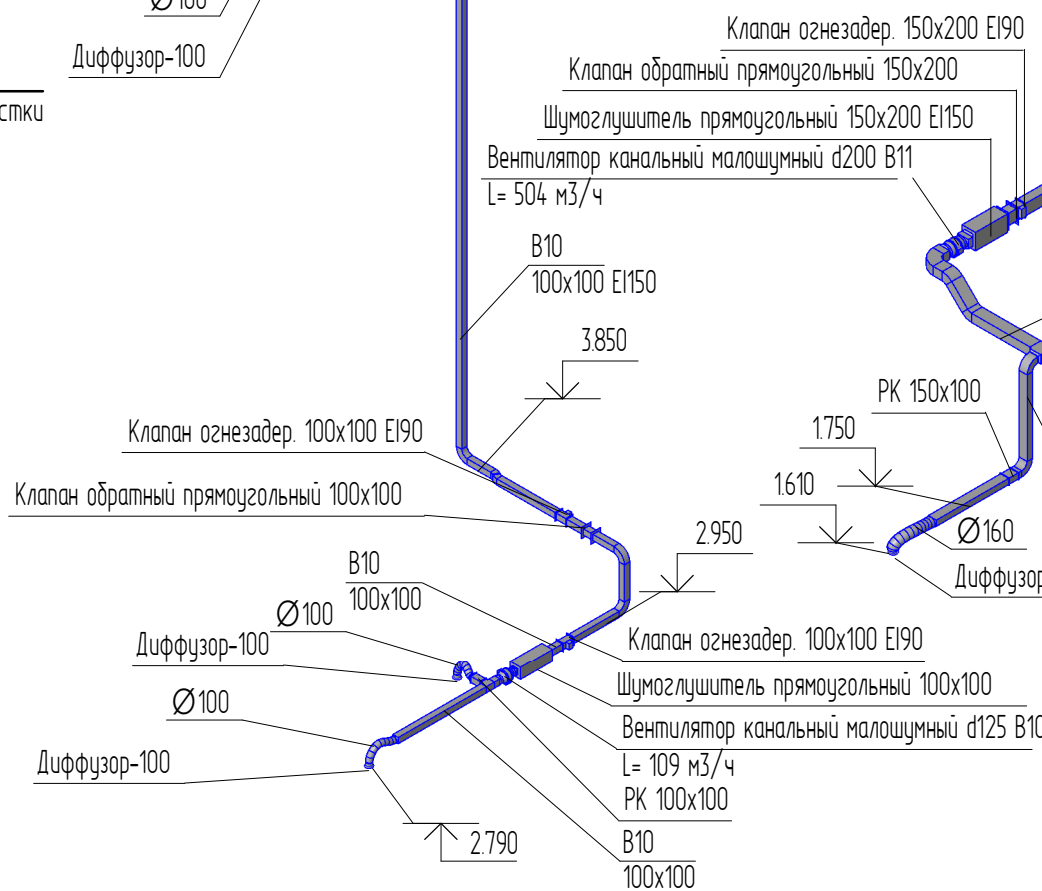 Ø160
Диффузор-100
стки
Клапан огнезадер. 150х200 EI90
Клапан обратный прямоугольный 150х200
Шумоглушитель прямоугольный 150х200 EI150
Вентилятор канальный малошумный d200 В11
L= 504 м3/ч
В10
100х100 EI150
3.850
РК 150х100
1.750
Клапан огнезадер. 100х100 EI90
Клапан обратный прямоугольный 100х100
1.610
Ø160
2.950
Диффузор
В10
100х100
Ø100
Диффузор-100
Клапан огнезадер. 100х100 EI90
Шумоглушитель прямоугольный 100х100
Ø100
Вентилятор канальный малошумный d125 В10
L= 109 м3/ч
Диффузор-100
РК 100х100
2.790
В10
100х100